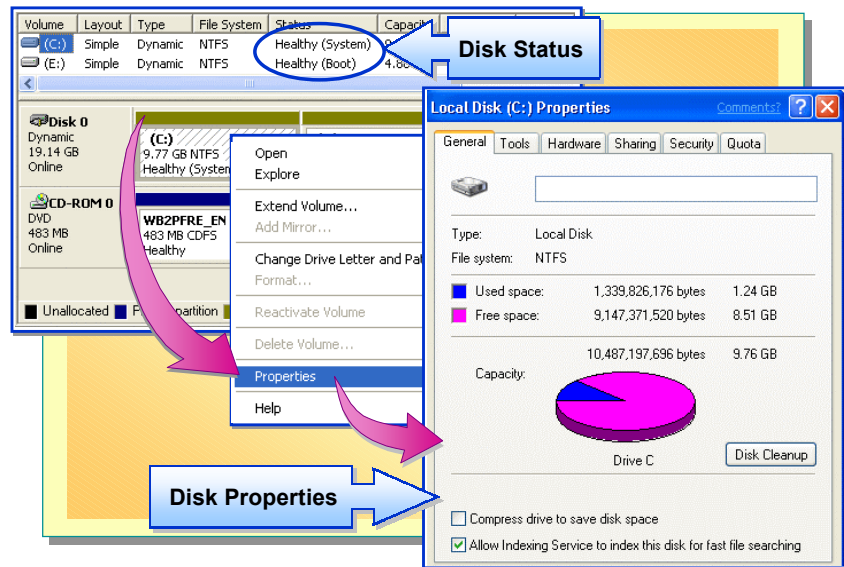 Volume Layout Type File System Status Capacity
(C:) Simple Dynamic NTFS Healthy (System)
(E:) Simple Dynamic NTFS Healthy (Boot)
Disk Status
Disk 0
Dynamic
19.14 GB
Online
(C:)
9.77 GB NTFS
Healthy (System
CD-ROM 0
DVD
483 MB
Online
WB2PFRE_EN
483 MB CDFS
Healthy
Unallocated
Open
Explore
Extend Volume...
Add Mirror...
Change Drive Letter and Pat
Format...
Reactivate Volume
Delete Volume...
Properties
Help
Disk Properties
Local Disk (C:) Properties Comments? ?
General Tools Hardware Sharing Security Quota
Type: Local Disk
File system: NTFS
Used space: 1,339,826,176 bytes 1.24 GB
Free space: 9,147,371,520 bytes 8.51 GB
Capacity: 10,487,197,696 bytes 9.76 GB
Drive C
Disk Cleanup
Compress drive to save disk space
Allow Indexing Service to index this disk for fast file searching